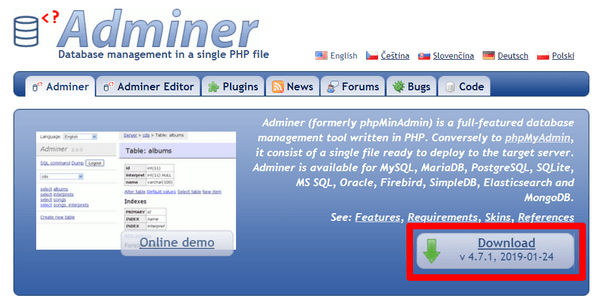 <?
Adminer
Database management in a single PHP file
English Čeština Slovenčina Deutsch Polski
Adminer Adminer Editor Plugins News Forums Bugs Code
Adminer (formerly phpMinAdmin) is a full-featured database
management tool written in PHP. Conversely to phpMyAdmin,
it consist of a single file ready to deploy to the target server.
Adminer is available for MySQL, MariaDB, PostgreSQL, SQLite,
MS SQL, Oracle, Firebird, SimpleDB, Elasticsearch and
MongoDB.
See: Features, Requirements, Skins, References
Language: English
Adminer
SQL command Dump Logout
select albums
select interprets
select songs
select songs_interprets
Create new table
Table: albums
id int(11)
interpret int(11) NULL
name varchar(100)
Select table Default values Select table New item
Indexes
PRIMARY id
INDEX interpret
INDEX name
Online demo
Download
v 4.7.1, 2019-01-24